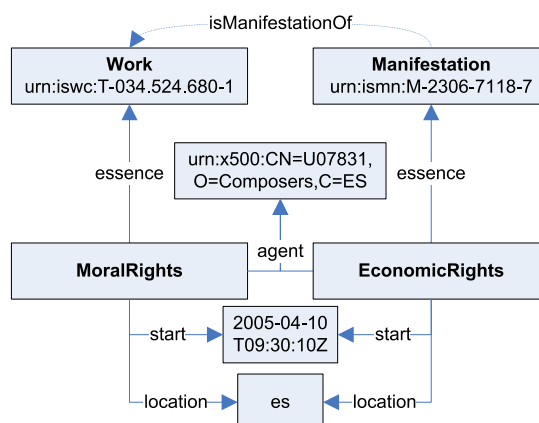 isManifestationOf
Work
urn:iswc:T-034.524.680-1
Manifestation
urn:ismn:M-2306-7118-7
essence
urn:x500:CN=U07831,
O=Composers,C=ES
essence
agent
MoralRights
EconomicRights
start
2005-04-10
T09:30:10Z
start
location
es
location